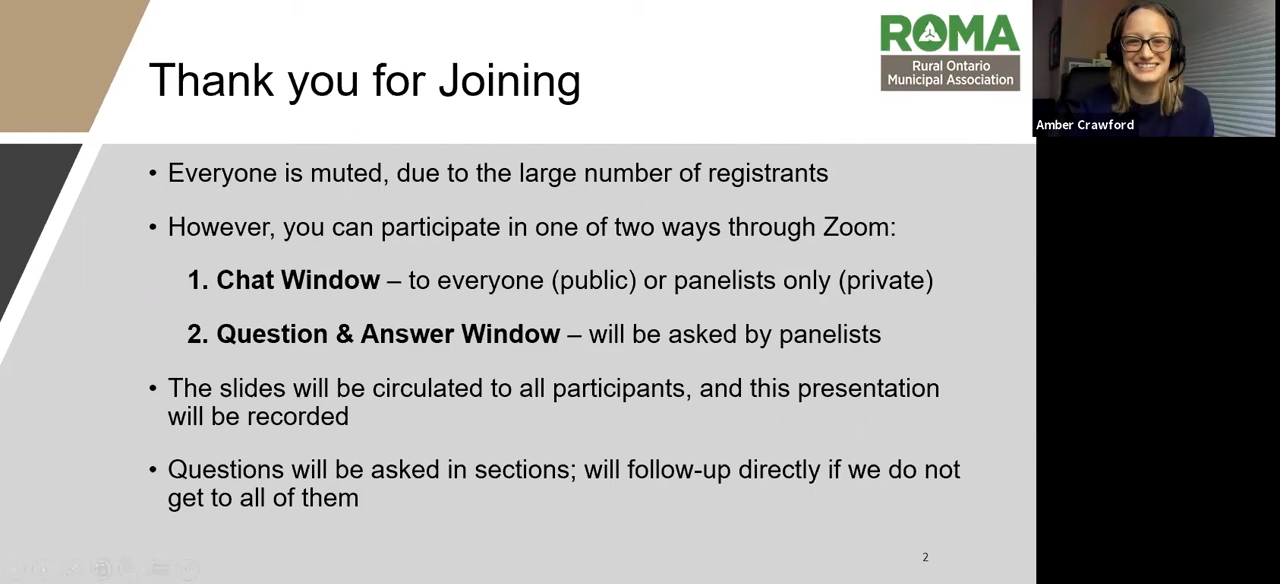 Thank you for Joining
ROMA
Rural Ontario
Municipal Association
Amber Crawford
• Everyone is muted, due to the large number of registrants
• However, you can participate in one of two ways through Zoom:
1. Chat Window – to everyone (public) or panelists only (private)
2. Question & Answer Window – will be asked by panelists
• The slides will be circulated to all participants, and this presentation
will be recorded
• Questions will be asked in sections; will follow-up directly if we do not
get to all of them
2